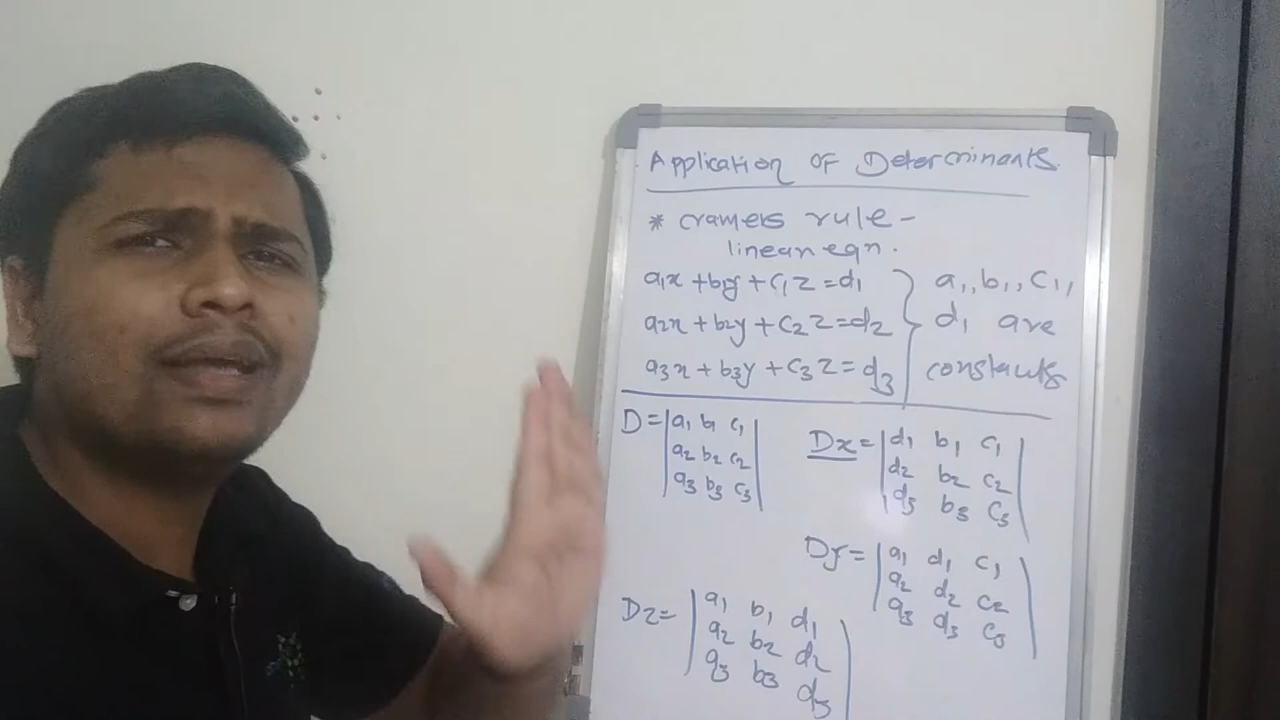 Application of Determinants.
* cramers rule -
linear eqn.
a1x + b1y + c1z = d1
a2x + b2y + c2z = d2
a3x + b3y + c3z = d3
a1, b1, c1,
d1 are
constants
D = |a1 b1 c1|
|a2 b2 c2|
|a3 b3 c3|
Dx = |d1 b1 c1|
|d2 b2 c2|
|d3 b3 c3|
Dy = |a1 d1 c1|
|a2 d2 c2|
|a3 d3 c3|
Dz = |a1 b1 d1|
|a2 b2 d2|
|a3 b3 d3|